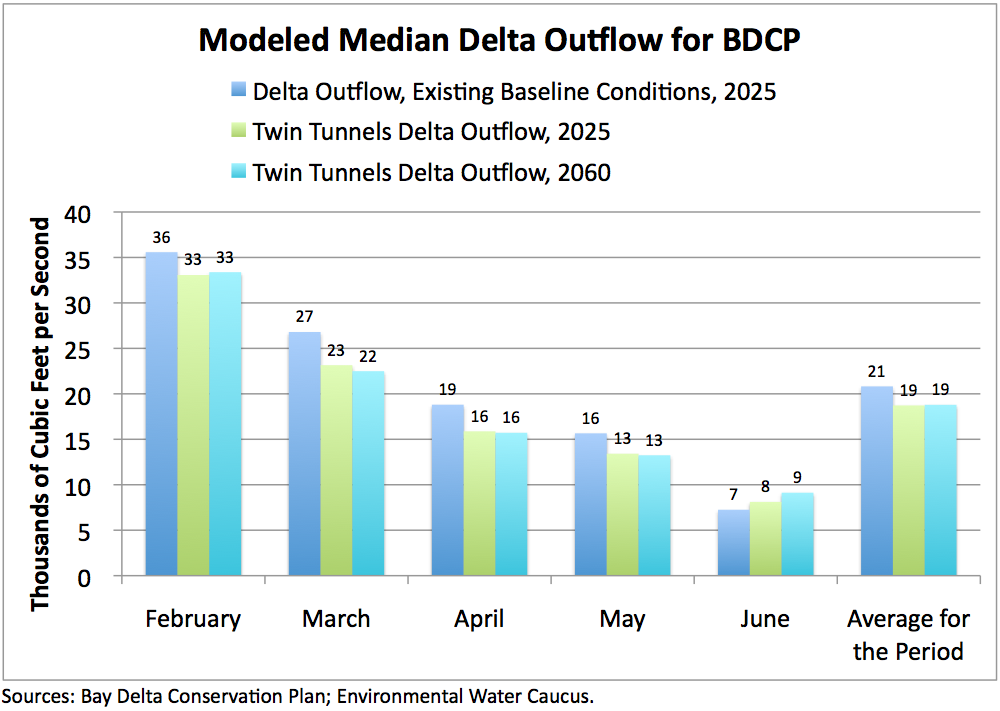 Modeled Median Delta Outflow for BDCP
Delta Outflow, Existing Baseline Conditions, 2025
Twin Tunnels Delta Outflow, 2025
Twin Tunnels Delta Outflow, 2060
Thousands of Cubic Feet per Second
40
35
30
25
20
15
10
5
0
36
33
33
27
23
22
19
16
16
16
13
13
7
8
9
21
19
19
February
March
April
May
June
Average for
the Period
Sources: Bay Delta Conservation Plan; Environmental Water Caucus.